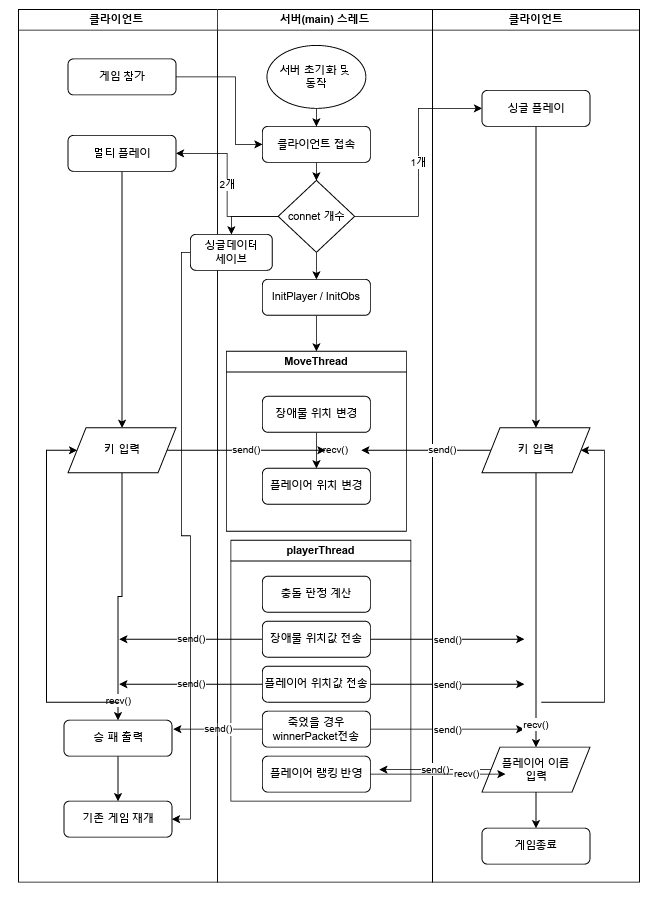 클라이언트
서버(main) 스레드
클라이언트
게임 참가
서버 초기화 및
동작
싱글 플레이
멀티 플레이
클라이언트 접속
1개
2개
connet 개수
싱글데이터
세이브
InitPlayer / InitObs
MoveThread
장애물 위치 변경
키 입력
send()
recv()
send()
키 입력
플레이어 위치 변경
playerThread
충돌 판정 계산
send()
장애물 위치값 전송
send()
send()
플레이어 위치값 전송
send()
recv()
승 패 출력
send()
죽었을 경우
winnerPacket전송
send()
recv()
플레이어 랭킹 반영
send()
recv()
플레이어 이름
입력
기존 게임 재개
게임종료